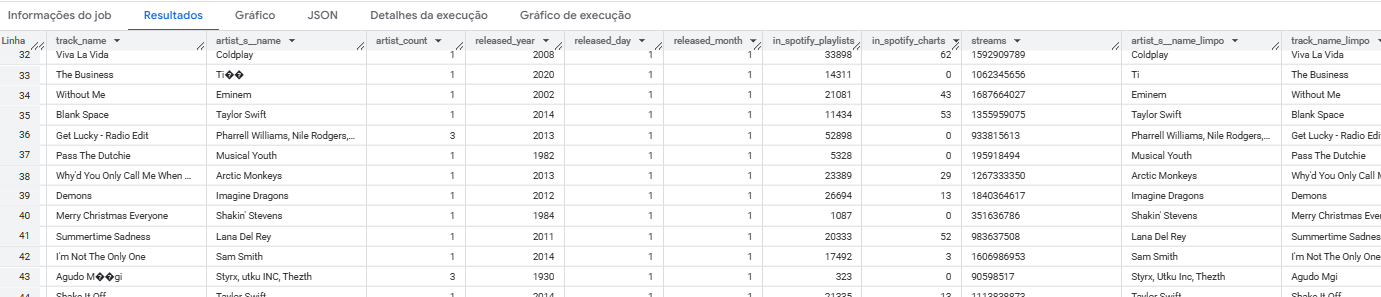 Informações do job Resultados Gráfico JSON Detalhes da execução Gráfico de execução
Linha track_name artist_s__name artist_count released_year released_day released_month in_spotify_playlists in_spotify_charts streams artist_s__name_limpo track_name_limpo
32 Viva La Vida Coldplay 1 2008 1 1 33898 62 1592909789 Coldplay Viva La Vida
33 The Business Ti�� 1 2020 1 1 14311 0 1062345656 Ti The Business
34 Without Me Eminem 1 2002 1 1 21081 43 1687664027 Eminem Without Me
35 Blank Space Taylor Swift 1 2014 1 1 11434 53 1355959075 Taylor Swift Blank Space
36 Get Lucky - Radio Edit Pharrell Williams, Nile Rodgers,... 3 2013 1 1 52898 0 933815613 Pharrell Williams, Nile Rodgers,... Get Lucky - Radio Edi
37 Pass The Dutchie Musical Youth 1 1982 1 1 5328 0 195918494 Musical Youth Pass The Dutchie
38 Why'd You Only Call Me When ... Arctic Monkeys 1 2013 1 1 23389 29 1267333350 Arctic Monkeys Why'd You Only Call M
39 Demons Imagine Dragons 1 2012 1 1 26694 13 1840364617 Imagine Dragons Demons
40 Merry Christmas Everyone Shakin' Stevens 1 1984 1 1 1087 0 351636786 Shakin' Stevens Merry Christmas Ever
41 Summertime Sadness Lana Del Rey 1 2011 1 1 20333 52 983637508 Lana Del Rey Summertime Sadnes
42 I'm Not The Only One Sam Smith 1 2014 1 1 17492 3 1606986953 Sam Smith I'm Not The Only One
43 Agudo M��gi Styrx, utku INC, Thezth 3 1930 1 1 323 0 90598517 Styrx, Utku Inc, Thezth Agudo Mgi
44 Shake It Off Taylor Swift 1 2014 1 1 21335 13 1113838873 Taylor Swift Shake It Off